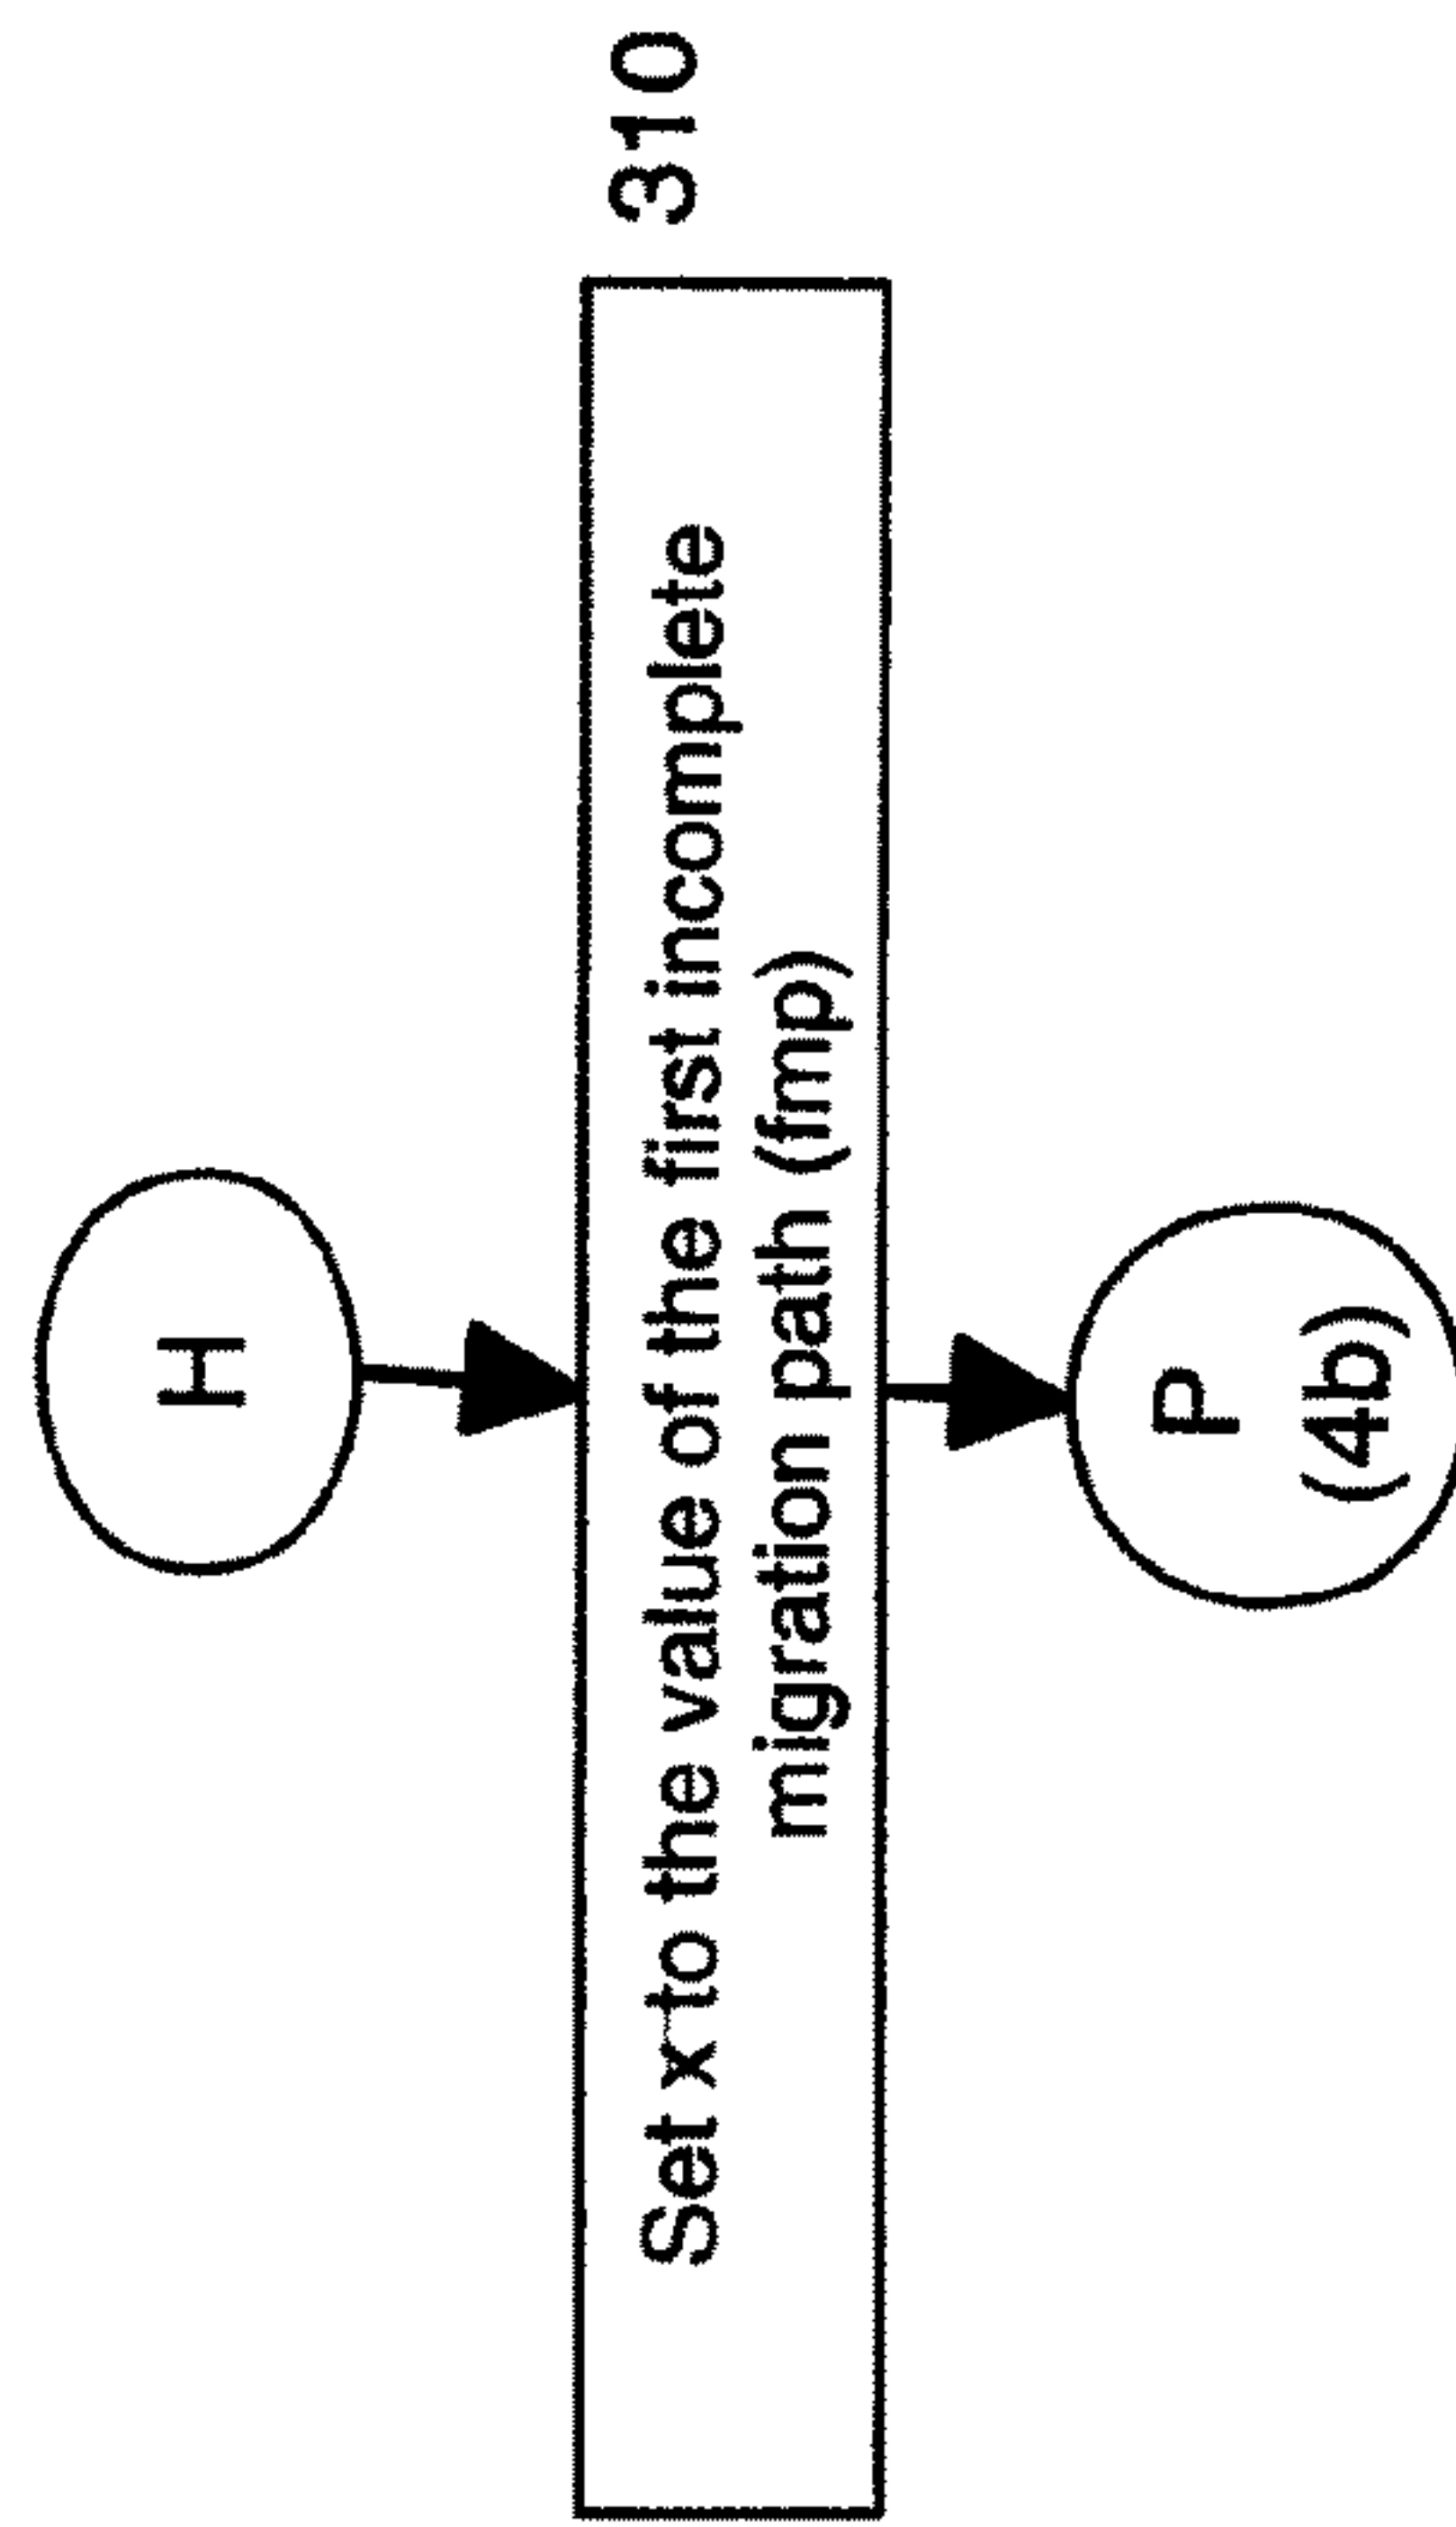 H
310
Set x to the value of the first incomplete
migration path (fmp)
P
(4b)